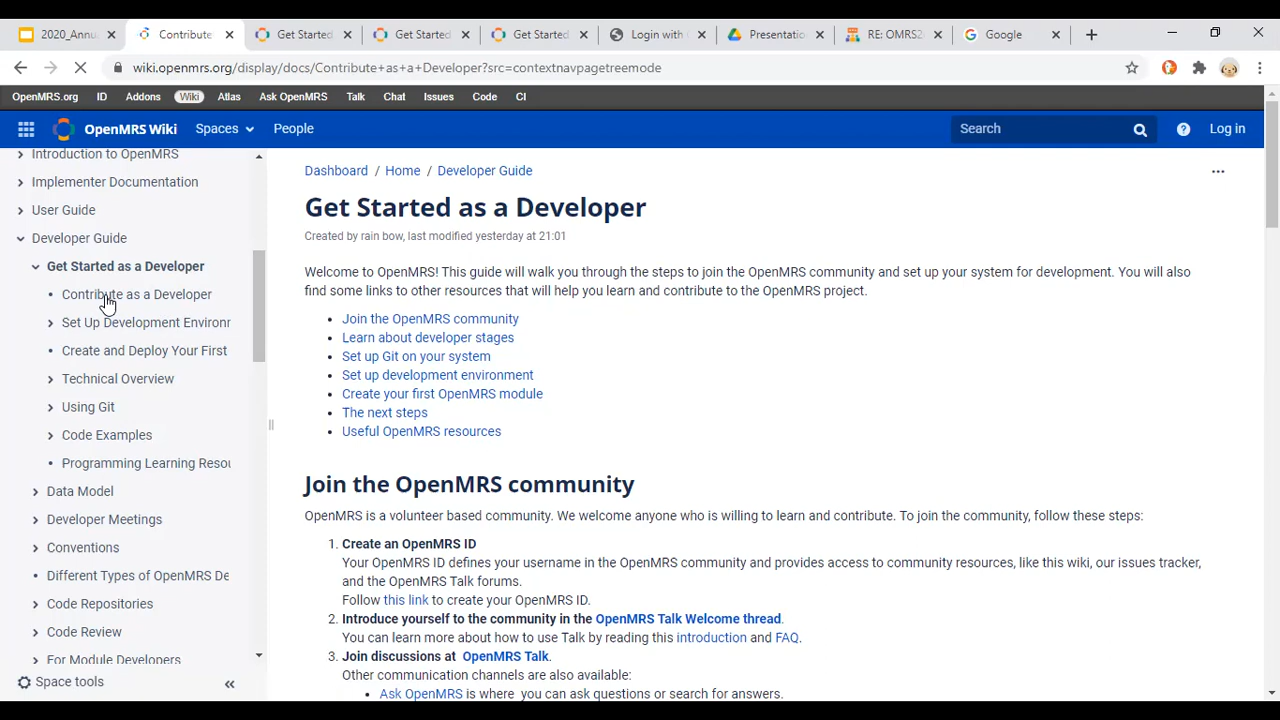 2020_Annu
Contribute
Get Started
Get Started
Get Started
Login with
Presentatio
RE: OMRS2
Google
wiki.openmrs.org/display/docs/Contribute+as+a+Developer?src=contextnavpagetreemode
OpenMRS.org ID Addons Wiki Atlas Ask OpenMRS Talk Chat Issues Code CI
OpenMRS Wiki Spaces People Search Log in
Introduction to OpenMRS
Implementer Documentation
User Guide
Developer Guide
Get Started as a Developer
Contribute as a Developer
Set Up Development Environr
Create and Deploy Your First
Technical Overview
Using Git
Code Examples
Programming Learning Resou
Data Model
Developer Meetings
Conventions
Different Types of OpenMRS De
Code Repositories
Code Review
For Module Developers
Space tools
Dashboard / Home / Developer Guide
Get Started as a Developer
Created by rain bow, last modified yesterday at 21:01
Welcome to OpenMRS! This guide will walk you through the steps to join the OpenMRS community and set up your system for development. You will also
find some links to other resources that will help you learn and contribute to the OpenMRS project.
• Join the OpenMRS community
• Learn about developer stages
• Set up Git on your system
• Set up development environment
• Create your first OpenMRS module
• The next steps
• Useful OpenMRS resources
Join the OpenMRS community
OpenMRS is a volunteer based community. We welcome anyone who is willing to learn and contribute. To join the community, follow these steps:
1. Create an OpenMRS ID
Your OpenMRS ID defines your username in the OpenMRS community and provides access to community resources, like this wiki, our issues tracker,
and the OpenMRS Talk forums.
Follow this link to create your OpenMRS ID.
2. Introduce yourself to the community in the OpenMRS Talk Welcome thread.
You can learn more about how to use Talk by reading this introduction and FAQ.
3. Join discussions at OpenMRS Talk.
Other communication channels are also available:
• Ask OpenMRS is where you can ask questions or search for answers.